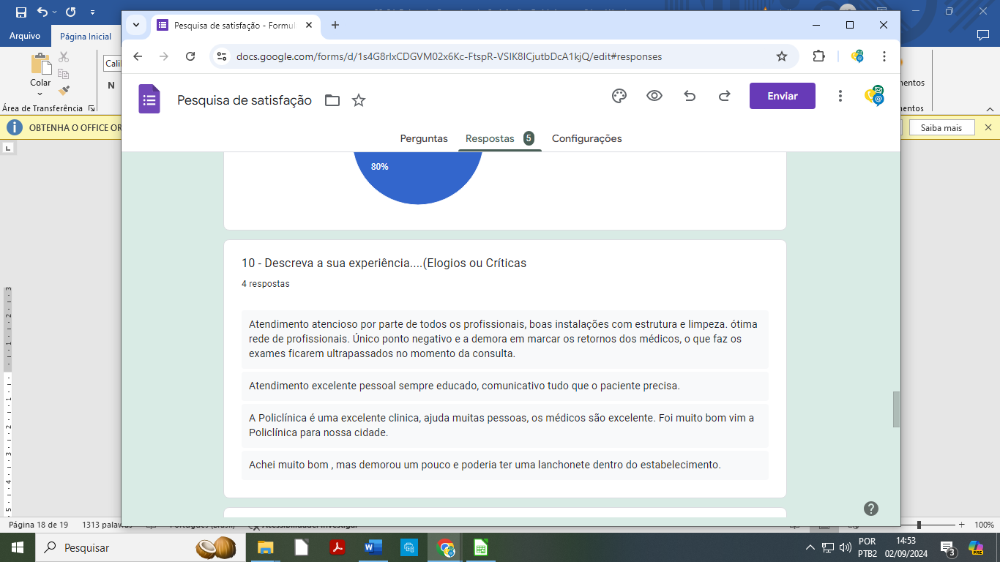 Arquivo
Página Inicial
Colar
Calil
N
Área de Transferência
OBTENHA O OFFICE OR
Saiba mais
Pesquisa de satisfação - Formul
docs.google.com/forms/d/1s4G8rIxCDGVM02x6Kc-FtspR-VSIK8ICjutbDcA1kjQ/edit#responses
Pesquisa de satisfação
Enviar
Perguntas Respostas 5 Configurações
80%
10 - Descreva a sua experiência....(Elogios ou Críticas
4 respostas
Atendimento atencioso por parte de todos os profissionais, boas instalações com estrutura e limpeza. ótima
rede de profissionais. Único ponto negativo e a demora em marcar os retornos dos médicos, o que faz os
exames ficarem ultrapassados no momento da consulta.
Atendimento excelente pessoal sempre educado, comunicativo tudo que o paciente precisa.
A Policlínica é uma excelente clinica, ajuda muitas pessoas, os médicos são excelente. Foi muito bom vim a
Policlínica para nossa cidade.
Achei muito bom , mas demorou um pouco e poderia ter uma lanchonete dentro do estabelecimento.
Página 18 de 19 1313 palav
100%
Pesquisar
POR 14:53
PTB2 02/09/2024
3
PRE